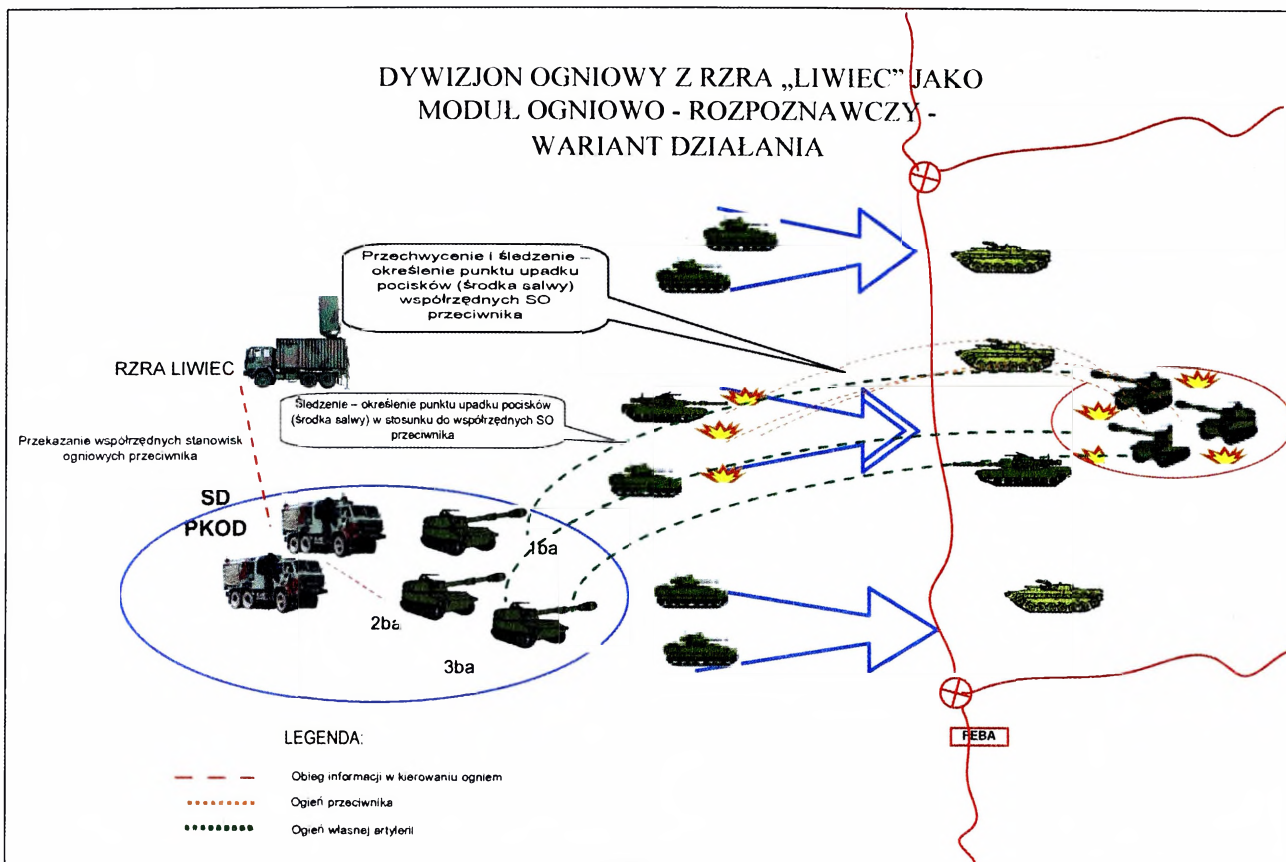 DYWIZJON OGNIOWY Z RZRA „LIWIEC” JAKO
MODUŁ OGNIOWO - ROZPOZNAWCZY -
WARIANT DZIAŁANIA
Przechwycenie i śledzenie –
określenie punktu upadku
pocisków (środka salwy)
współrzędnych SO
przeciwnika
RZRA LIWIEC
Śledzenie – określenie punktu upadku pocisków
(środka salwy) w stosunku do współrzędnych SO
przeciwnika
Przekazanie współrzędnych stanowisk
ogniowych przeciwnika
SD
PKOD
1ba
2ba
3ba
FEBA
LEGENDA:
Obieg informacji w kierowaniu ogniem
Ogień przeciwnika
Ogień własnej artylerii